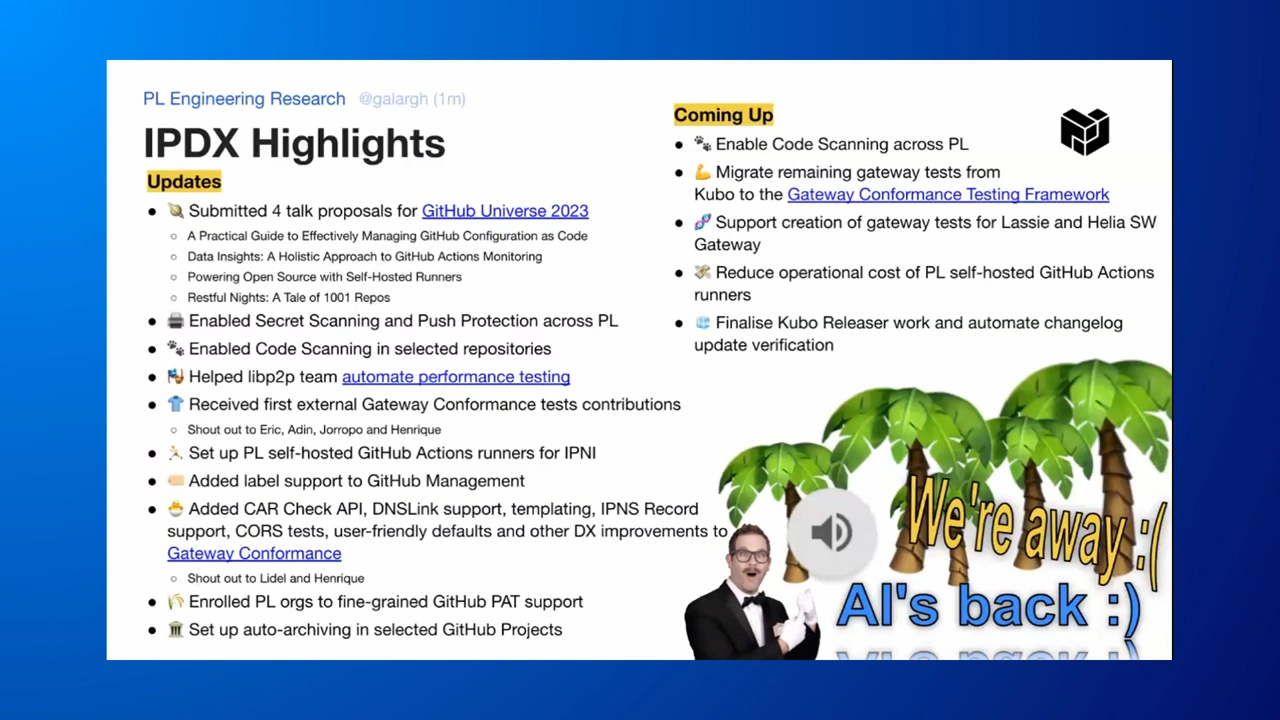 PL Engineering Research @galargh (1m)
IPDX Highlights
Updates
● Submitted 4 talk proposals for GitHub Universe 2023
○ A Practical Guide to Effectively Managing GitHub Configuration as Code
○ Data Insights: A Holistic Approach to GitHub Actions Monitoring
○ Powering Open Source with Self-Hosted Runners
○ Restful Nights: A Tale of 1001 Repos
● Enabled Secret Scanning and Push Protection across PL
● Enabled Code Scanning in selected repositories
● Helped libp2p team automate performance testing
● Received first external Gateway Conformance tests contributions
○ Shout out to Eric, Adin, Jorropo and Henrique
● Set up PL self-hosted GitHub Actions runners for IPNI
● Added label support to GitHub Management
● Added CAR Check API, DNSLink support, templating, IPNS Record
support, CORS tests, user-friendly defaults and other DX improvements to
Gateway Conformance
○ Shout out to Lidel and Henrique
● Enrolled PL orgs to fine-grained GitHub PAT support
● Set up auto-archiving in selected GitHub Projects
Coming Up
● Enable Code Scanning across PL
● Migrate remaining gateway tests from
Kubo to the Gateway Conformance Testing Framework
● Support creation of gateway tests for Lassie and Helia SW
Gateway
● Reduce operational cost of PL self-hosted GitHub Actions
runners
● Finalise Kubo Releaser work and automate changelog
update verification
We're away :(
AI's back :)